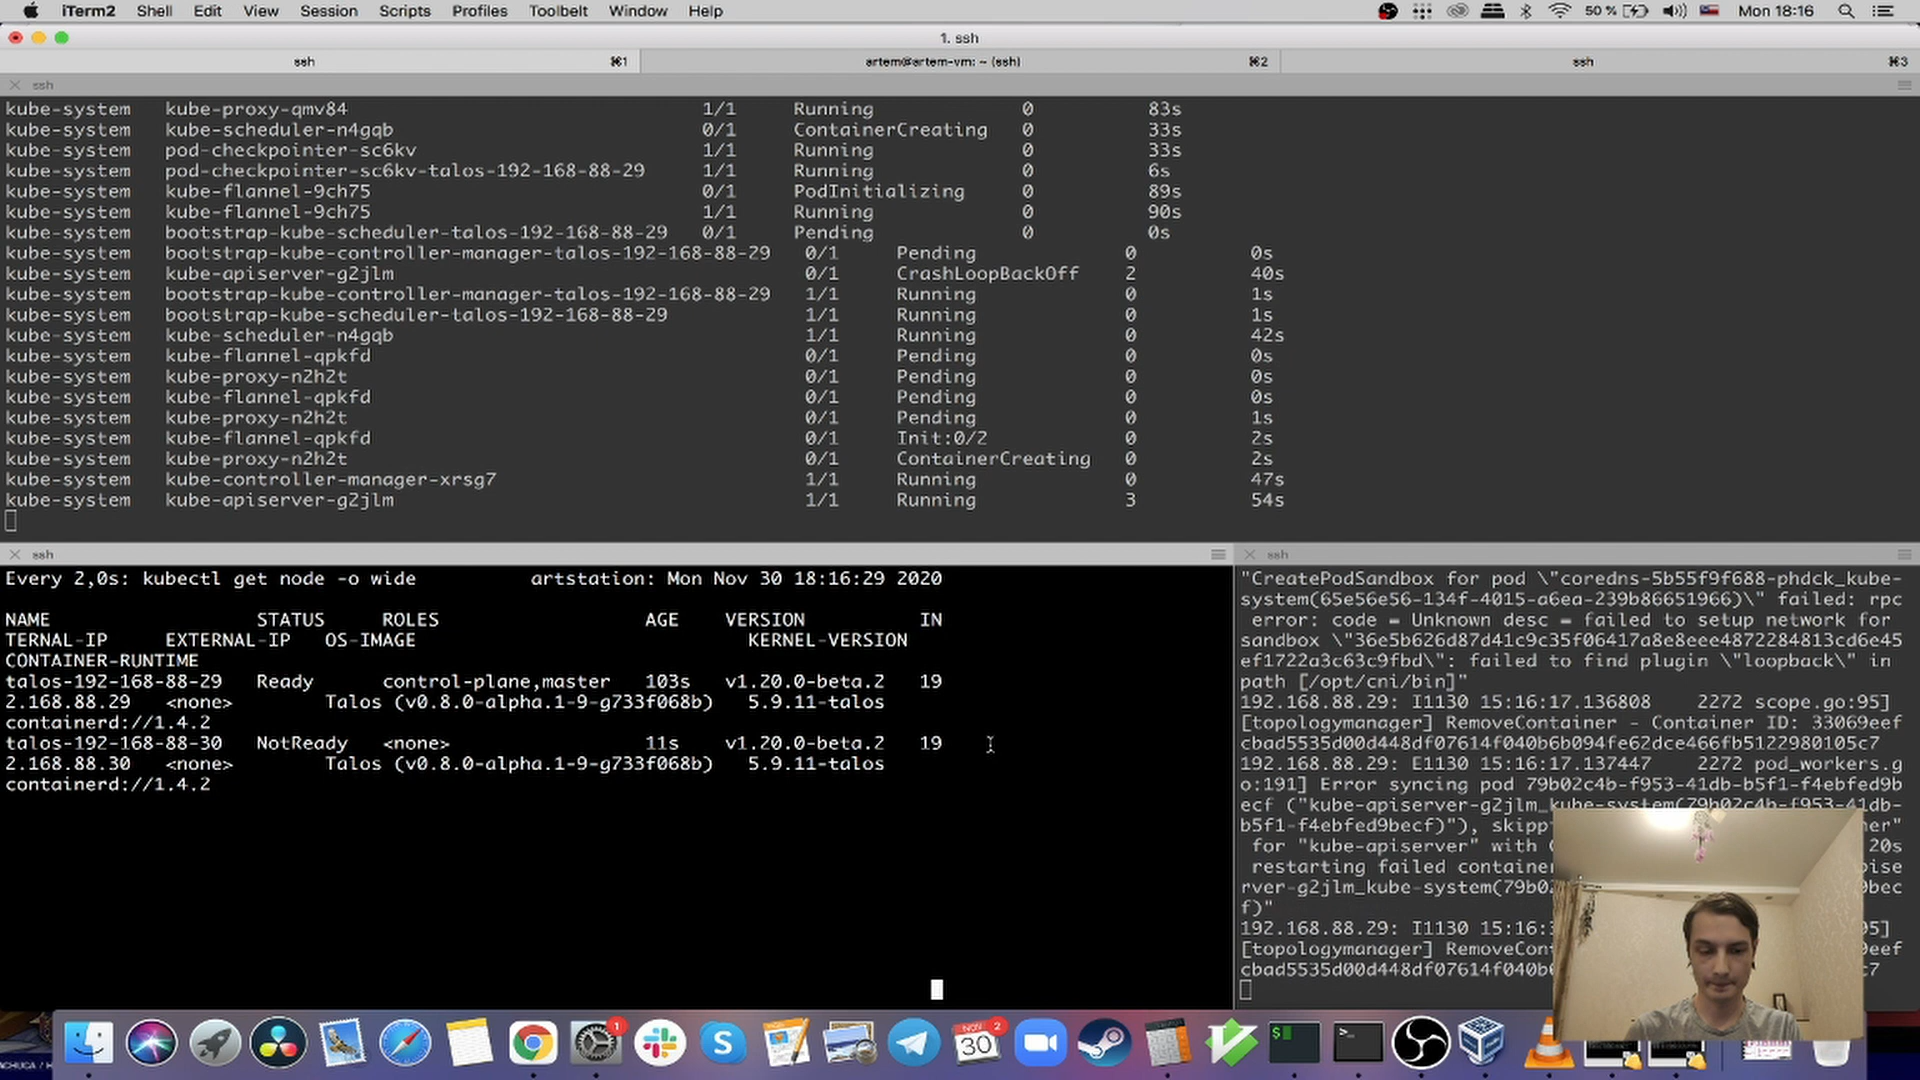 iTerm2 Shell Edit View Session Scripts Profiles Toolbelt Window Help 50 % Mon 18:16
1. ssh
ssh ⌘1 artem@artem-vm: ~ (ssh) ⌘2 ssh ⌘3
ssh
kube-system kube-proxy-qmv84 1/1 Running 0 83s
kube-system kube-scheduler-n4gqb 0/1 ContainerCreating 0 33s
kube-system pod-checkpointer-sc6kv 1/1 Running 0 33s
kube-system pod-checkpointer-sc6kv-talos-192-168-88-29 1/1 Running 0 6s
kube-system kube-flannel-9ch75 0/1 PodInitializing 0 89s
kube-system kube-flannel-9ch75 1/1 Running 0 90s
kube-system bootstrap-kube-scheduler-talos-192-168-88-29 0/1 Pending 0 0s
kube-system bootstrap-kube-controller-manager-talos-192-168-88-29 0/1 Pending 0 0s
kube-system kube-apiserver-g2jlm 0/1 CrashLoopBackOff 2 40s
kube-system bootstrap-kube-controller-manager-talos-192-168-88-29 1/1 Running 0 1s
kube-system bootstrap-kube-scheduler-talos-192-168-88-29 1/1 Running 0 1s
kube-system kube-scheduler-n4gqb 1/1 Running 0 42s
kube-system kube-flannel-qpkfd 0/1 Pending 0 0s
kube-system kube-proxy-n2h2t 0/1 Pending 0 0s
kube-system kube-flannel-qpkfd 0/1 Pending 0 0s
kube-system kube-proxy-n2h2t 0/1 Pending 0 1s
kube-system kube-flannel-qpkfd 0/1 Init:0/2 0 2s
kube-system kube-proxy-n2h2t 0/1 ContainerCreating 0 2s
kube-system kube-controller-manager-xrsg7 1/1 Running 0 47s
kube-system kube-apiserver-g2jlm 1/1 Running 3 54s
ssh
Every 2,0s: kubectl get node -o wide artstation: Mon Nov 30 18:16:29 2020
NAME STATUS ROLES AGE VERSION IN
TERNAL-IP EXTERNAL-IP OS-IMAGE KERNEL-VERSION
CONTAINER-RUNTIME
talos-192-168-88-29 Ready control-plane,master 103s v1.20.0-beta.2 19
2.168.88.29 <none> Talos (v0.8.0-alpha.1-9-g733f068b) 5.9.11-talos
containerd://1.4.2
talos-192-168-88-30 NotReady <none> 11s v1.20.0-beta.2 19
2.168.88.30 <none> Talos (v0.8.0-alpha.1-9-g733f068b) 5.9.11-talos
containerd://1.4.2
ssh
"CreatePodSandbox for pod \"coredns-5b55f9f688-phdck_kube-
system(65e56e56-134f-4015-a6ea-239b86651966)\" failed: rpc
error: code = Unknown desc = failed to setup network for
sandbox \"36e5b626d87d41c9c35f06417a8e8eee4872284813cd6e45
ef1722a3c63c9fbd\": failed to find plugin \"loopback\" in
path [/opt/cni/bin]"
192.168.88.29: I1130 15:16:17.136808 2272 scope.go:95]
[topologymanager] RemoveContainer - Container ID: 33069eef
cbad5535d00d448df07614f040b6b094fe62dce466fb5122980105c7
192.168.88.29: E1130 15:16:17.137447 2272 pod_workers.g
o:191] Error syncing pod 79b02c4b-f953-41db-b5f1-f4ebfed9b
ecf ("kube-apiserver-g2jlm_kube-system(79b02c4b-f953-41db-
b5f1-f4ebfed9becf)"), skipp
for "kube-apiserver" with 20s
restarting failed container
rver-g2jlm_kube-system(79b02 becf
f)"
192.168.88.29: I1130 15:16: 95]
[topologymanager] RemoveCon 9eef
cbad5535d00d448df07614f040b
1 NOV 2 30